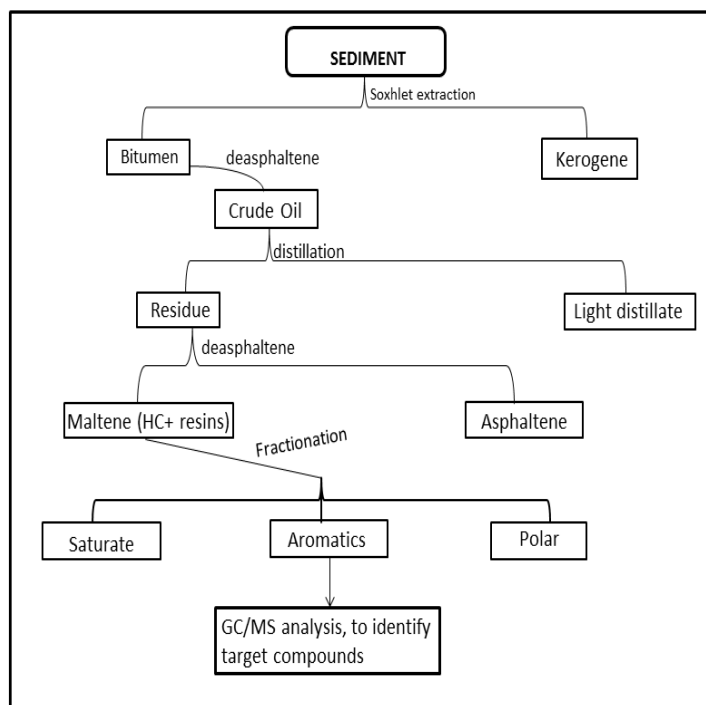 SEDIMENT
Soxhlet extraction
Bitumen
deasphaltene
Kerogene
Crude Oil
distillation
Residue
Light distillate
deasphaltene
Maltene (HC+ resins)
Asphaltene
Fractionation
Saturate
Aromatics
Polar
GC/MS analysis, to identify
target compounds